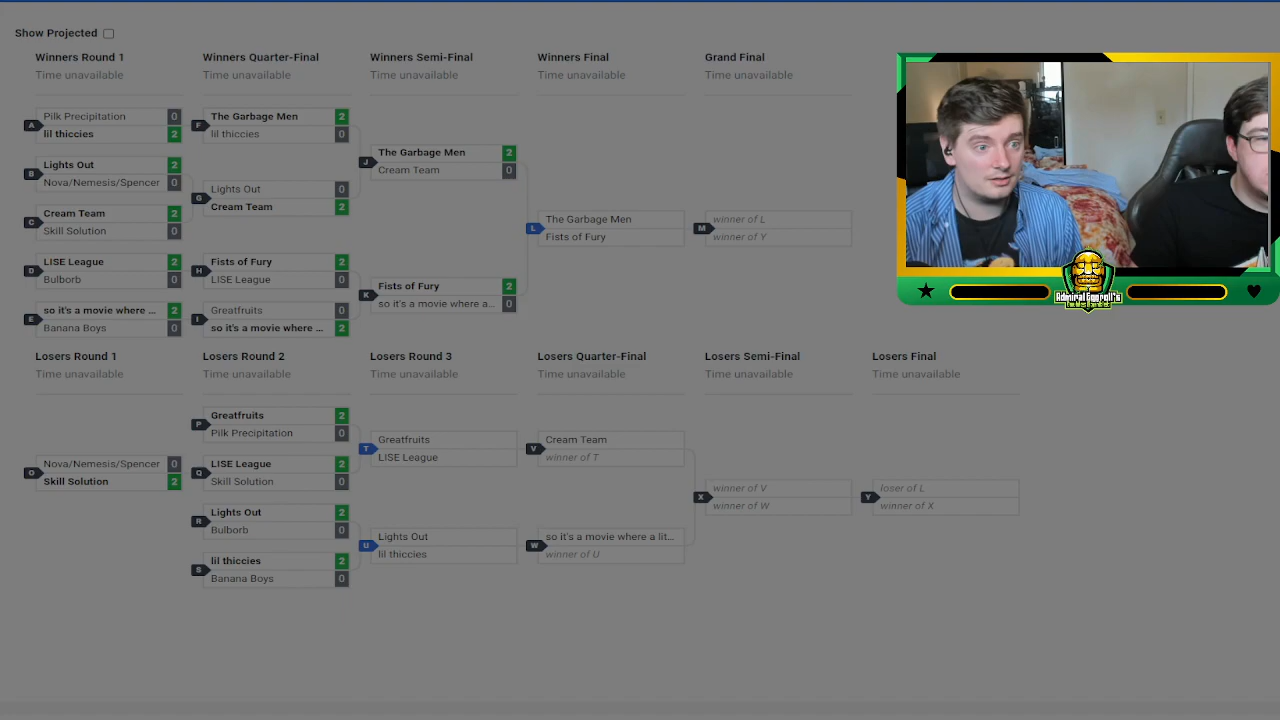 Show Projected
Winners Round 1
Time unavailable
Winners Quarter-Final
Time unavailable
Winners Semi-Final
Time unavailable
Winners Final
Time unavailable
Grand Final
Time unavailable
A
Pilk Precipitation 0
lil thiccies 2
B
Lights Out 2
Nova/Nemesis/Spencer 0
C
Cream Team 2
Skill Solution 0
D
LISE League 2
Bulborb 0
E
so it's a movie where ... 2
Banana Boys 0
F
The Garbage Men 2
lil thiccies 0
G
Lights Out 0
Cream Team 2
H
Fists of Fury 2
LISE League 0
I
Greatfruits 0
so it's a movie where ... 2
J
The Garbage Men 2
Cream Team 0
K
Fists of Fury 2
so it's a movie where a... 0
L
The Garbage Men
Fists of Fury
M
winner of L
winner of Y
Losers Round 1
Time unavailable
Losers Round 2
Time unavailable
Losers Round 3
Time unavailable
Losers Quarter-Final
Time unavailable
Losers Semi-Final
Time unavailable
Losers Final
Time unavailable
O
Nova/Nemesis/Spencer 0
Skill Solution 2
P
Greatfruits 2
Pilk Precipitation 0
Q
LISE League 2
Skill Solution 0
R
Lights Out 2
Bulborb 0
S
lil thiccies 2
Banana Boys 0
T
Greatfruits
LISE League
U
Lights Out
lil thiccies
V
Cream Team
winner of T
W
so it's a movie where a lit...
winner of U
X
winner of V
winner of W
Y
loser of L
winner of X
Admiral Eggroll's